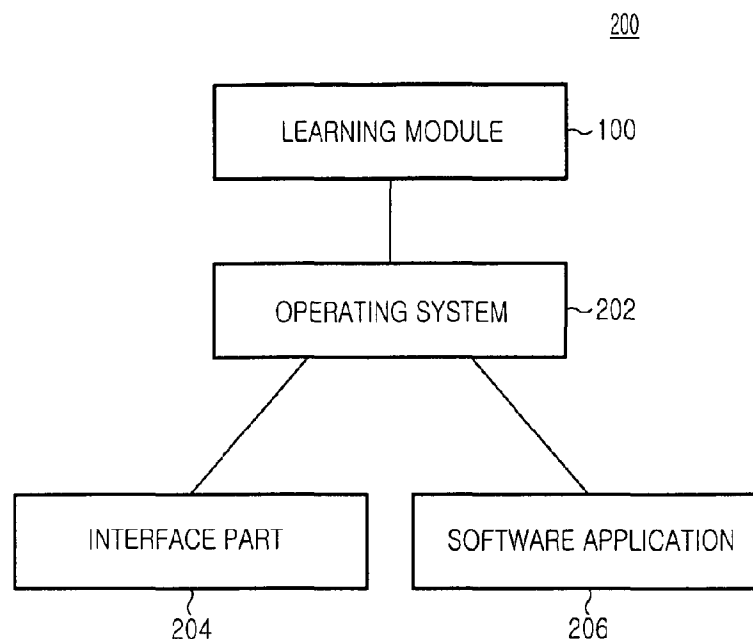 200
LEARNING MODULE
100
OPERATING SYSTEM
202
INTERFACE PART
SOFTWARE APPLICATION
204
206